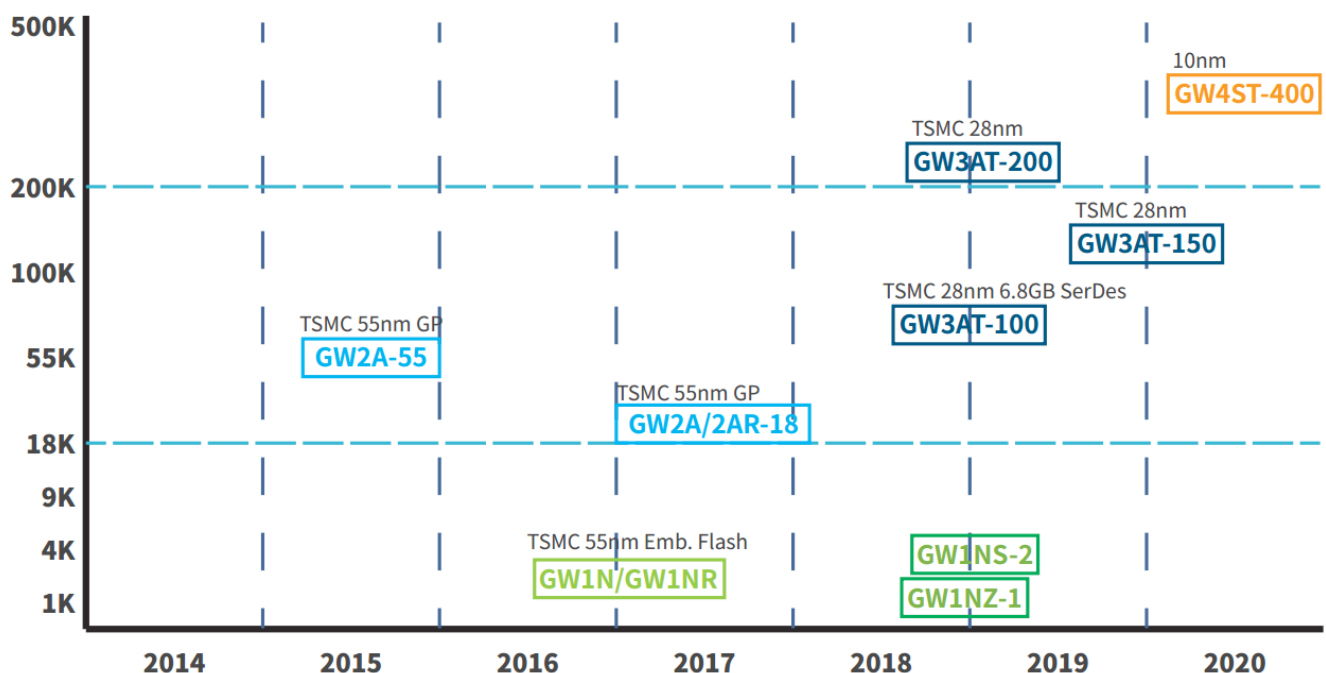 500K
10nm
GW4ST-400
TSMC 28nm
GW3AT-200
200K
TSMC 28nm
GW3AT-150
100K
TSMC 28nm 6.8GB SerDes
GW3AT-100
TSMC 55nm GP
GW2A-55
55K
TSMC 55nm GP
GW2A/2AR-18
18K
9K
TSMC 55nm Emb. Flash
GW1N/GW1NR
GW1NS-2
4K
GW1NZ-1
1K
2014 2015 2016 2017 2018 2019 2020